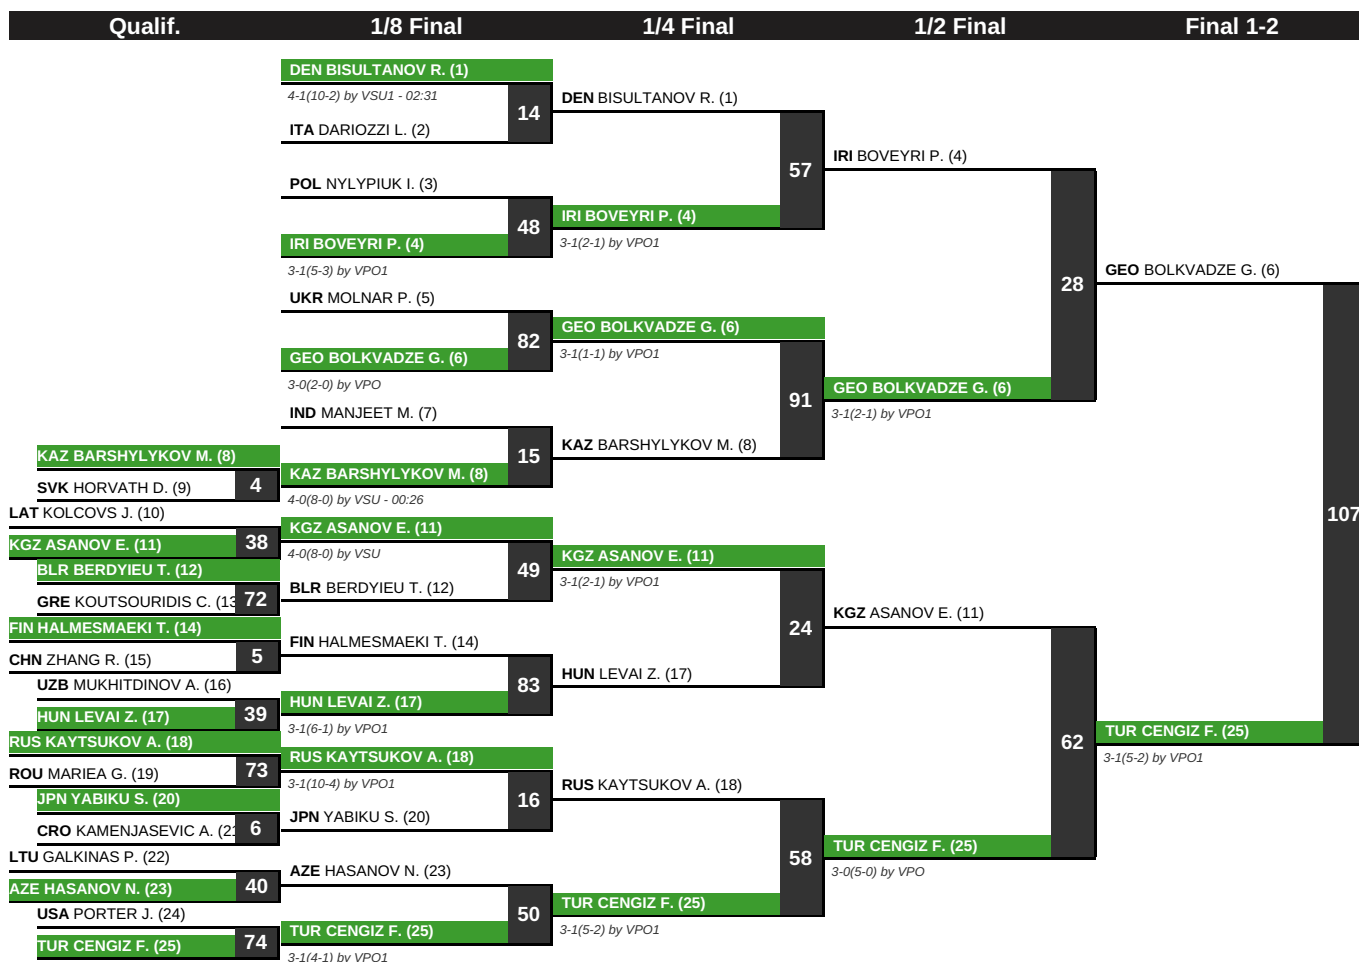 Qualif.
1/8 Final
1/4 Final
1/2 Final
Final 1-2
DEN BISULTANOV R. (1)
4-1(10-2) by VSU1 - 02:31
14
ITA DARIOZZI L. (2)
DEN BISULTANOV R. (1)
57
IRI BOVEYRI P. (4)
POL NYLYPIUK I. (3)
48
IRI BOVEYRI P. (4)
3-1(5-3) by VPO1
IRI BOVEYRI P. (4)
3-1(2-1) by VPO1
28
GEO BOLKVADZE G. (6)
UKR MOLNAR P. (5)
82
GEO BOLKVADZE G. (6)
3-0(2-0) by VPO
GEO BOLKVADZE G. (6)
3-1(1-1) by VPO1
91
GEO BOLKVADZE G. (6)
3-1(2-1) by VPO1
IND MANJEET M. (7)
15
KAZ BARSHYLYKOV M. (8)
KAZ BARSHYLYKOV M. (8)
4
SVK HORVATH D. (9)
KAZ BARSHYLYKOV M. (8)
4-0(8-0) by VSU - 00:26
107
LAT KOLCOVS J. (10)
38
KGZ ASANOV E. (11)
KGZ ASANOV E. (11)
4-0(8-0) by VSU
49
BLR BERDYIEU T. (12)
KGZ ASANOV E. (11)
3-1(2-1) by VPO1
BLR BERDYIEU T. (12)
72
GRE KOUTSOURIDIS C. (13
24
KGZ ASANOV E. (11)
FIN HALMESMAEKI T. (14)
5
CHN ZHANG R. (15)
FIN HALMESMAEKI T. (14)
83
HUN LEVAI Z. (17)
HUN LEVAI Z. (17)
3-1(6-1) by VPO1
UZB MUKHITDINOV A. (16)
39
HUN LEVAI Z. (17)
62
TUR CENGIZ F. (25)
3-1(5-2) by VPO1
RUS KAYTSUKOV A. (18)
73
ROU MARIEA G. (19)
RUS KAYTSUKOV A. (18)
3-1(10-4) by VPO1
16
JPN YABIKU S. (20)
RUS KAYTSUKOV A. (18)
JPN YABIKU S. (20)
6
CRO KAMENJASEVIC A. (21
58
TUR CENGIZ F. (25)
3-0(5-0) by VPO
LTU GALKINAS P. (22)
40
AZE HASANOV N. (23)
AZE HASANOV N. (23)
50
TUR CENGIZ F. (25)
3-1(5-2) by VPO1
USA PORTER J. (24)
74
TUR CENGIZ F. (25)
TUR CENGIZ F. (25)
3-1(4-1) by VPO1